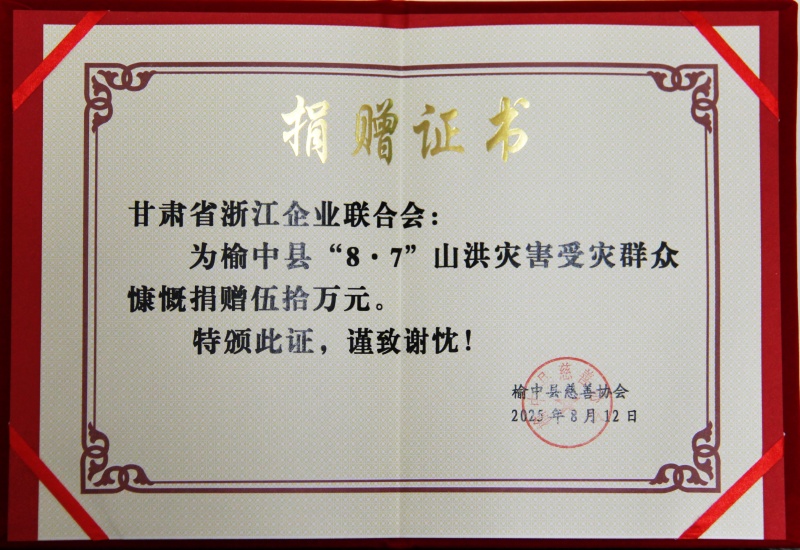 捐赠证书
甘肃省浙江企业联合会：
为榆中县“8·7”山洪灾害受灾群众
慷慨捐赠伍拾万元。
特颁此证，谨致谢忱！
榆中县慈善协会
2025年8月12日